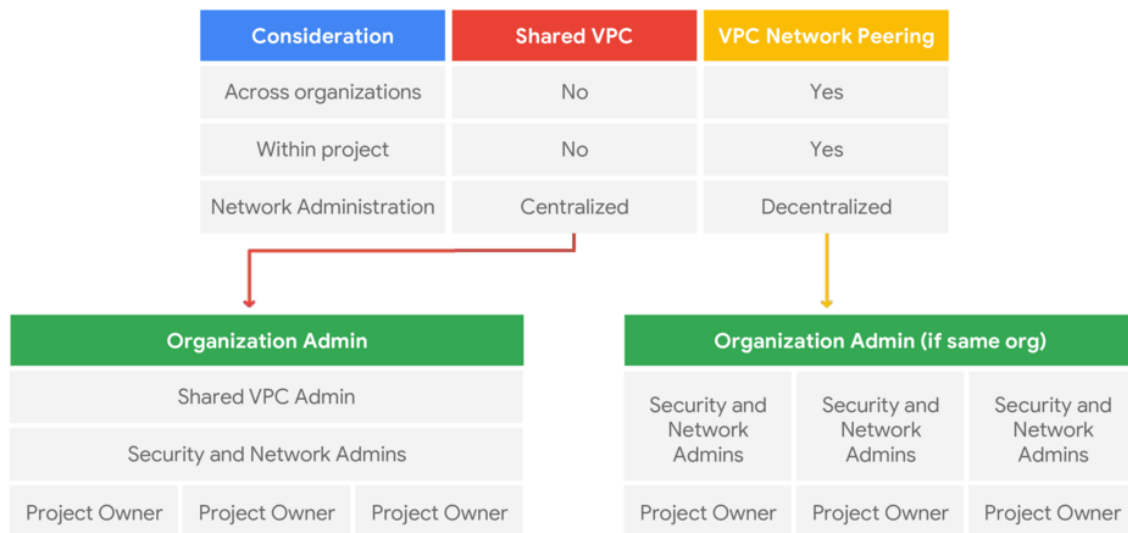 Consideration Shared VPC VPC Network Peering
Across organizations No Yes
Within project No Yes
Network Administration Centralized Decentralized
Organization Admin
Shared VPC Admin
Security and Network Admins
Project Owner Project Owner Project Owner
Organization Admin (if same org)
Security and Security and Security and
Network Network Network
Admins Admins Admins
Project Owner Project Owner Project Owner